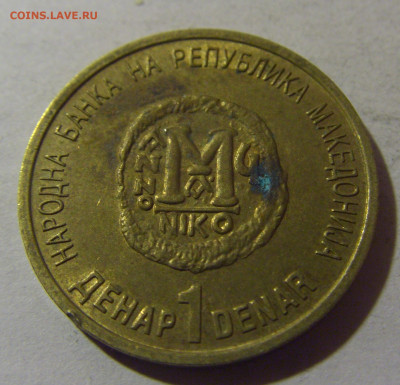 COINS.LAVE.RU
НАРОДНА БАНКА НА РЕПУБЛИКА МАКЕДОНИЈА
ANNO
M
G
NIKO
ДЕНАР 1 DENAR